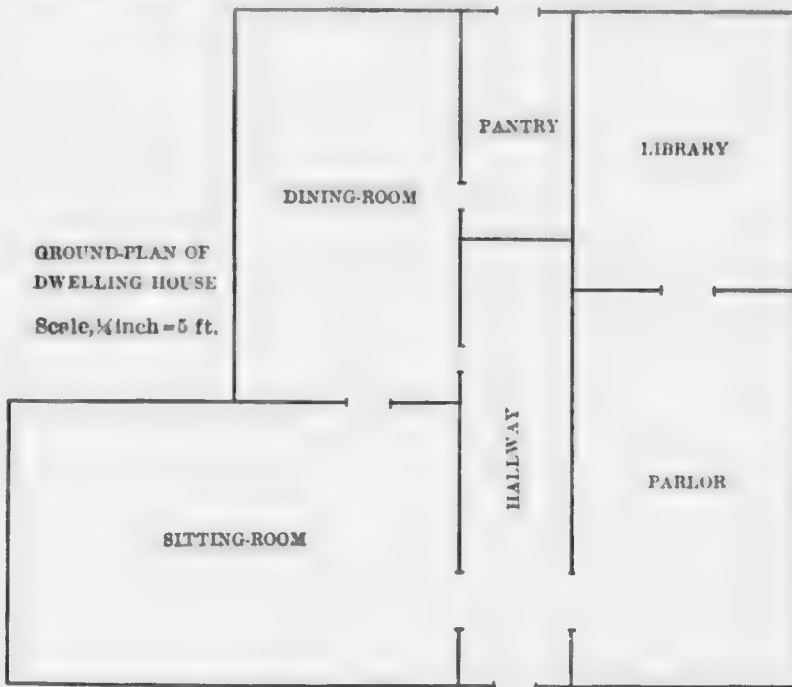 PANTRY
LIBRARY
DINING-ROOM
GROUND-PLAN OF
DWELLING HOUSE
Scale, ¼ inch = 5 ft.
HALLWAY
PARLOR
SITTING-ROOM